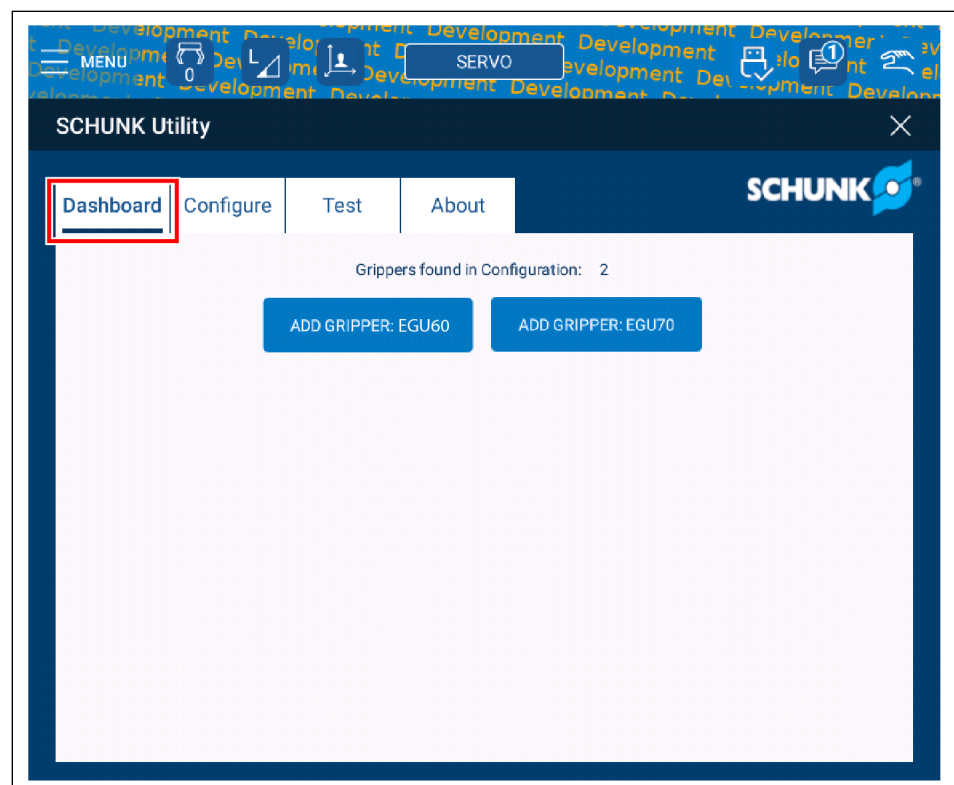 MENU
0
L
SERVO
1
SCHUNK Utility
SCHUNK®
Dashboard Configure Test About
Grippers found in Configuration: 2
ADD GRIPPER: EGU60 ADD GRIPPER: EGU70